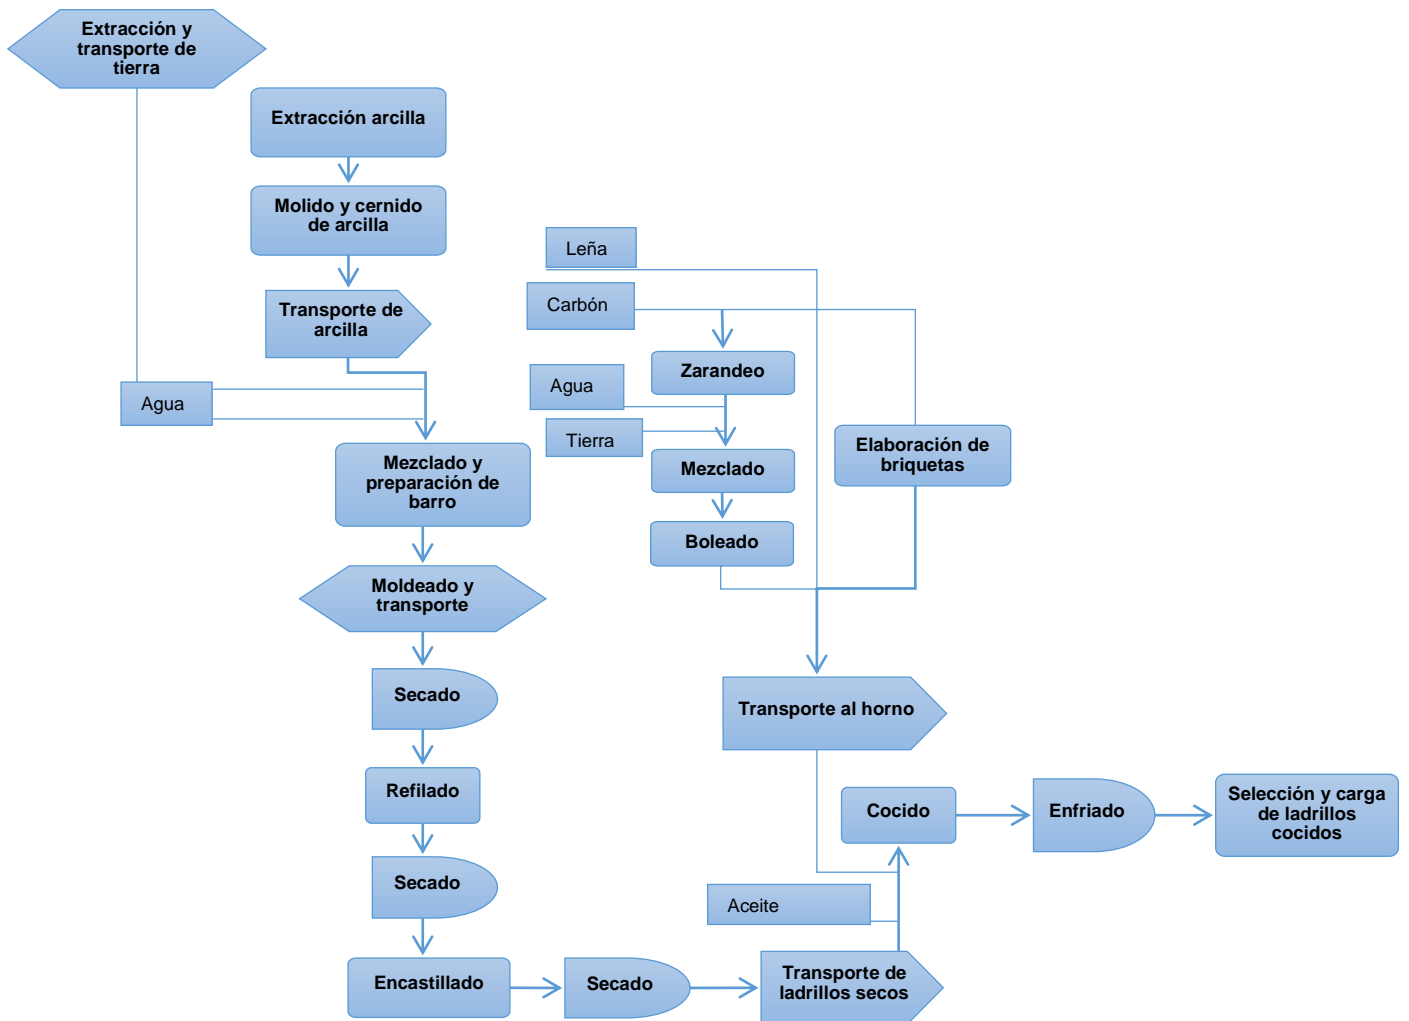 Extracción y
transporte de
tierra
Extracción arcilla
Molido y cernido
de arcilla
Transporte de
arcilla
Agua
Mezclado y
preparación de
barro
Moldeado y
transporte
Secado
Refilado
Secado
Encastillado
Secado
Transporte de
ladrillos secos
Leña
Carbón
Zarandeo
Agua
Tierra
Mezclado
Boleado
Elaboración de
briquetas
Transporte al horno
Aceite
Cocido
Enfriado
Selección y carga
de ladrillos
cocidos